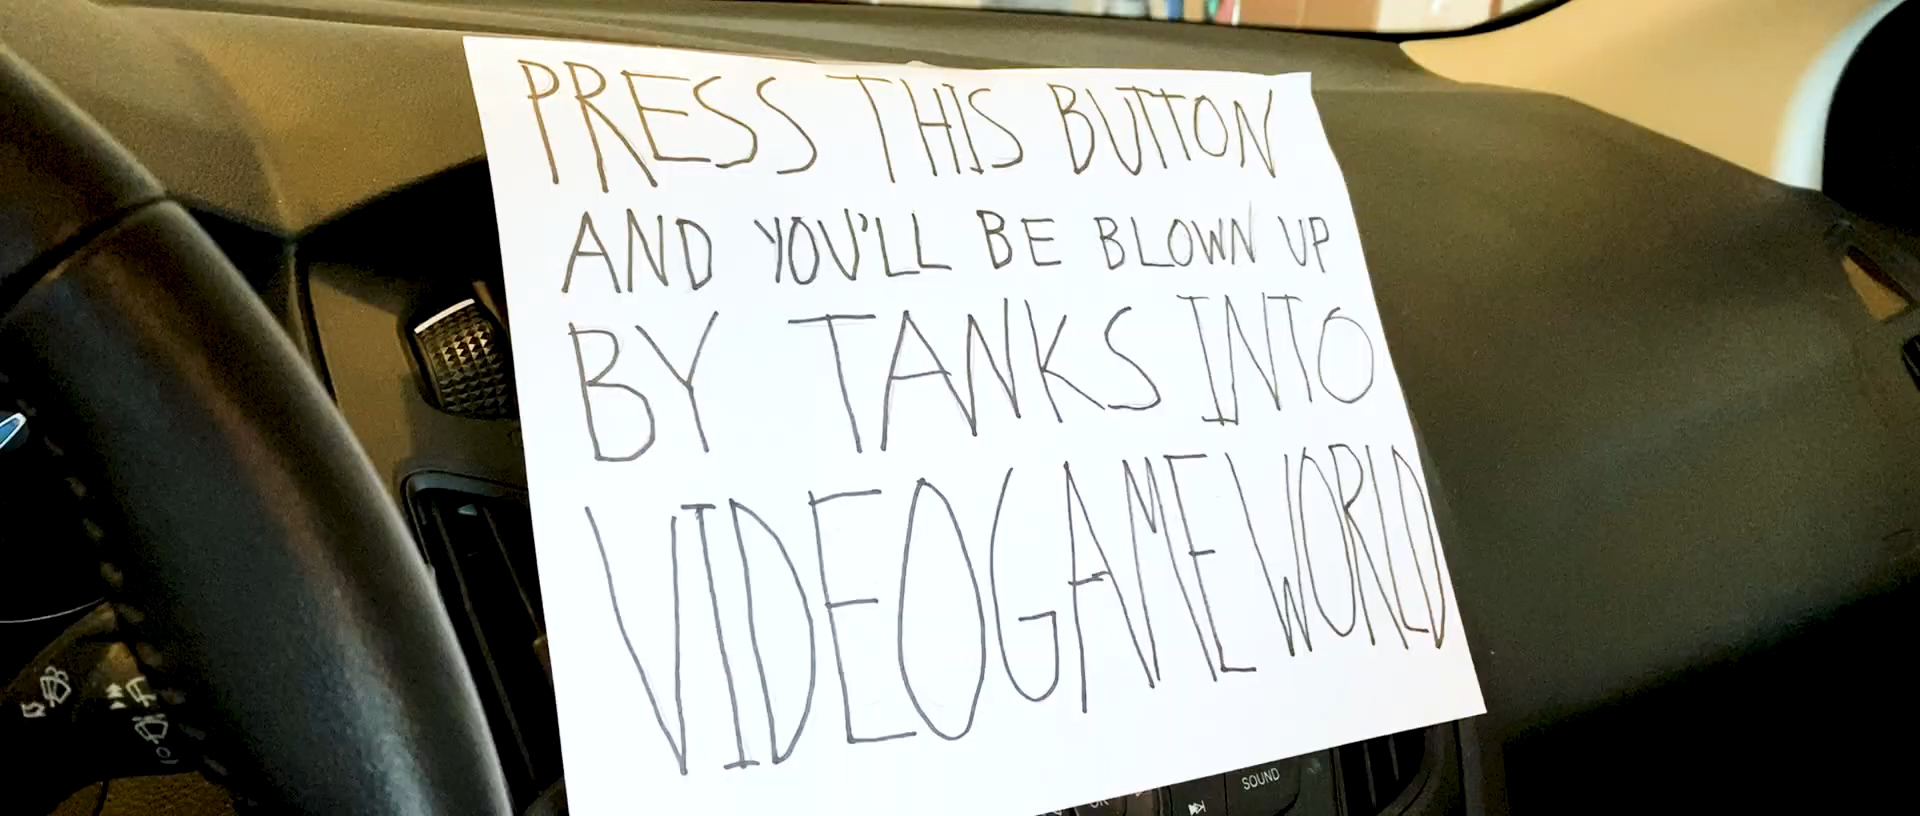 PRESS THIS BUTTON
AND YOU'LL BE BLOWN UP
BY TANKS INTO
VIDEOGAME WORLD
SOUND